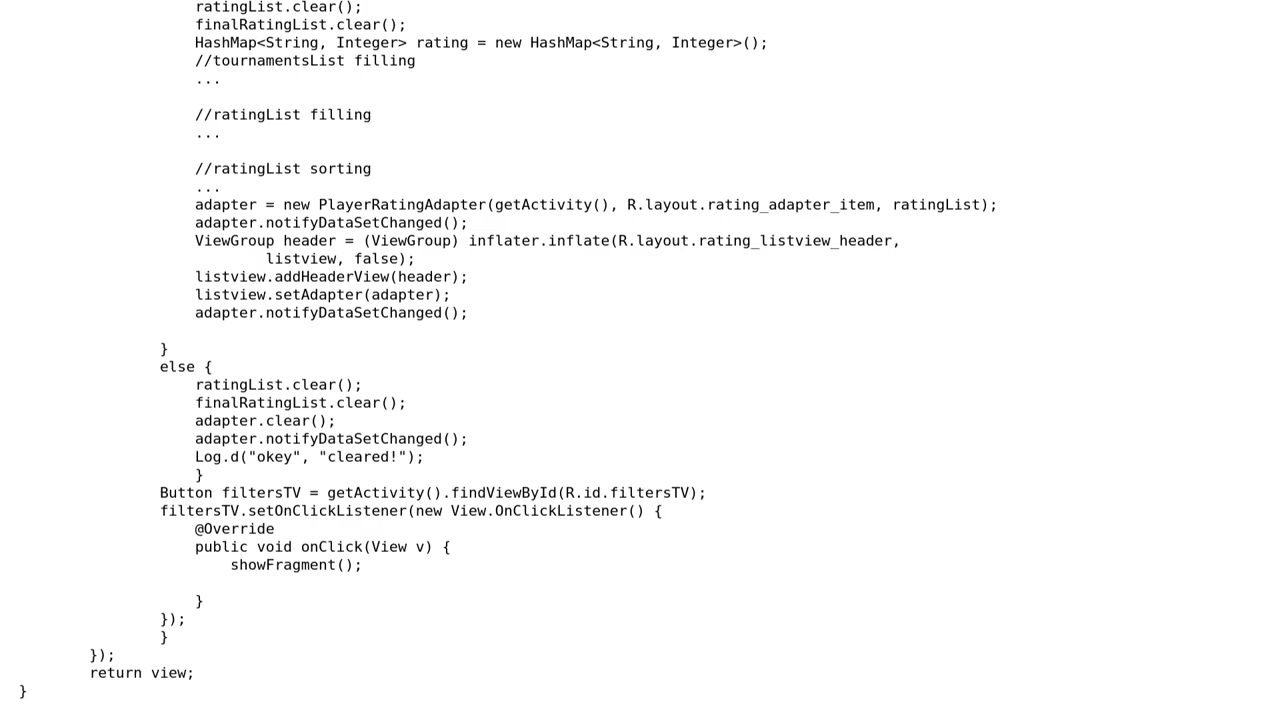 ratingList.clear();
finalRatingList.clear();
HashMap<String, Integer> rating = new HashMap<String, Integer>();
//tournamentsList filling
...
//ratingList filling
...
//ratingList sorting
...
adapter = new PlayerRatingAdapter(getActivity(), R.layout.rating_adapter_item, ratingList);
adapter.notifyDataSetChanged();
ViewGroup header = (ViewGroup) inflater.inflate(R.layout.rating_listview_header,
listview, false);
listview.addHeaderView(header);
listview.setAdapter(adapter);
adapter.notifyDataSetChanged();
}
else {
ratingList.clear();
finalRatingList.clear();
adapter.clear();
adapter.notifyDataSetChanged();
Log.d("okey", "cleared!");
}
Button filtersTV = getActivity().findViewById(R.id.filtersTV);
filtersTV.setOnClickListener(new View.OnClickListener() {
@Override
public void onClick(View v) {
showFragment();
}
});
}
});
return view;
}